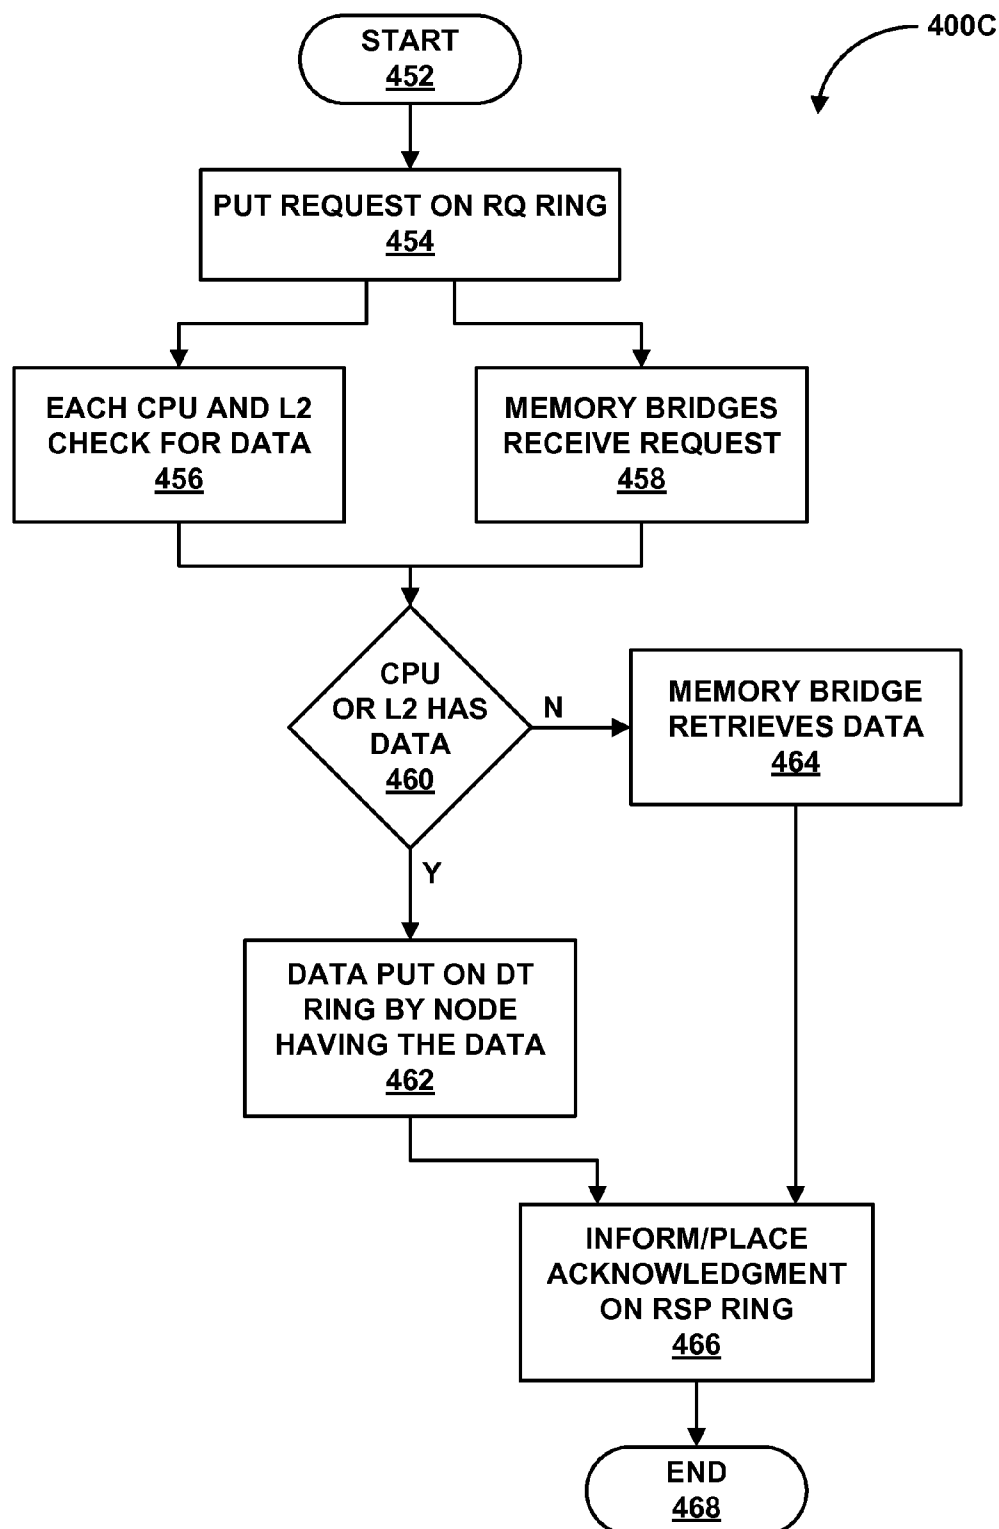 400C
START
452
PUT REQUEST ON RQ RING
454
EACH CPU AND L2
CHECK FOR DATA
456
MEMORY BRIDGES
RECEIVE REQUEST
458
CPU
OR L2 HAS
DATA
460
N
MEMORY BRIDGE
RETRIEVES DATA
464
Y
DATA PUT ON DT
RING BY NODE
HAVING THE DATA
462
INFORM/PLACE
ACKNOWLEDGMENT
ON RSP RING
466
END
468